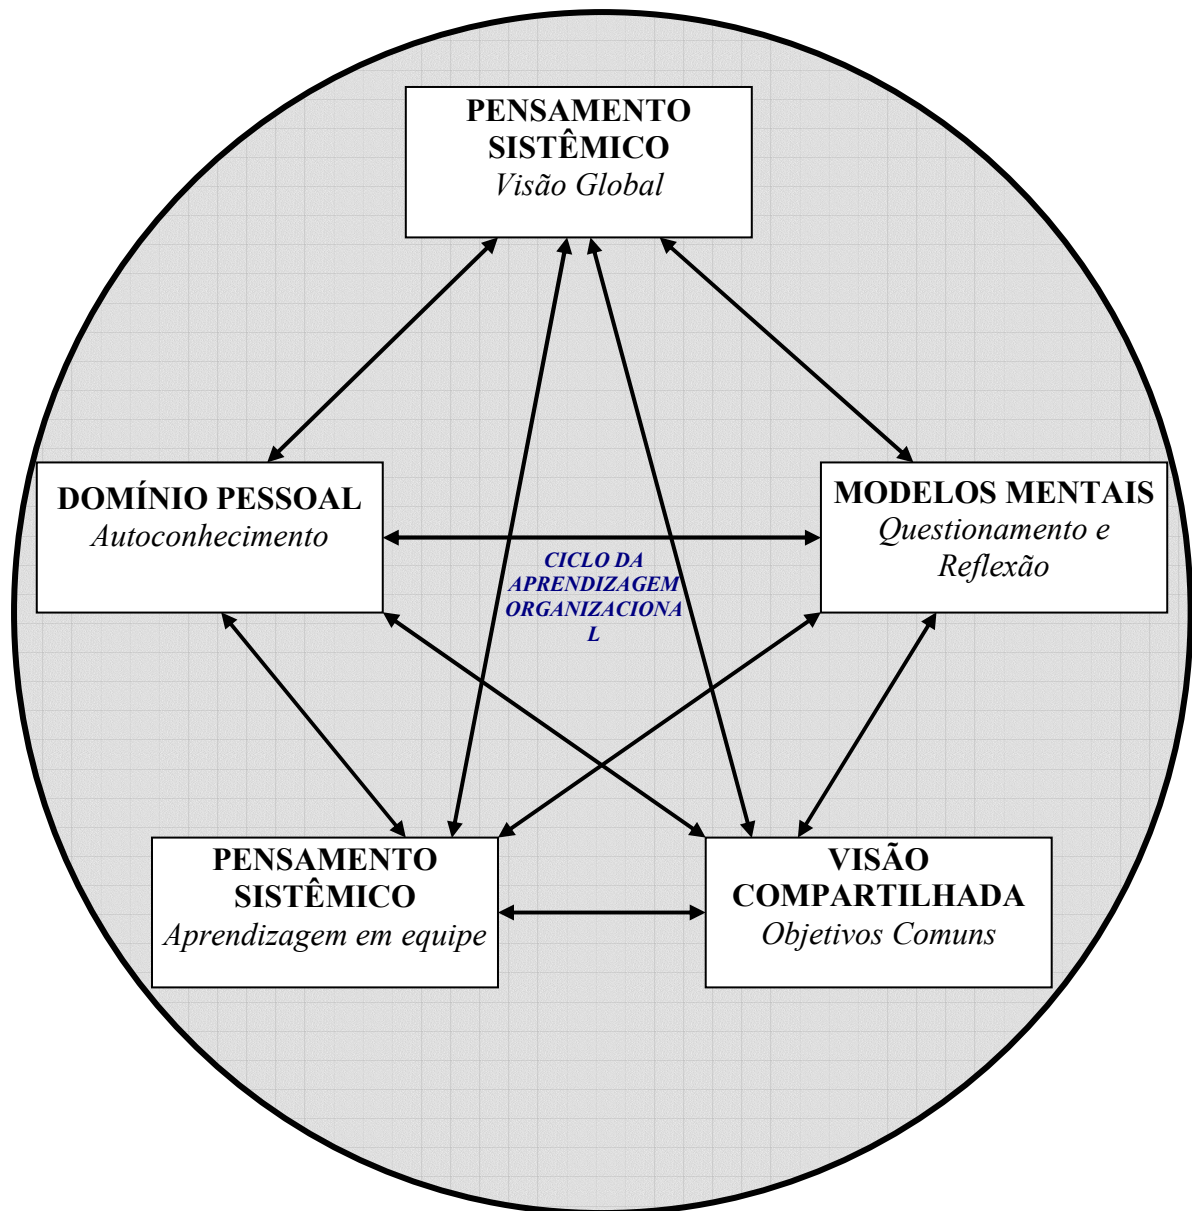 PENSAMENTO
SISTÊMICO
Visão Global
DOMÍNIO PESSOAL
Autoconhecimento
MODELOS MENTAIS
Questionamento e
Reflexão
CICLO DA
APRENDIZAGEM
ORGANIZACIONA
L
PENSAMENTO
SISTÊMICO
Aprendizagem em equipe
VISÃO
COMPARTILHADA
Objetivos Comuns